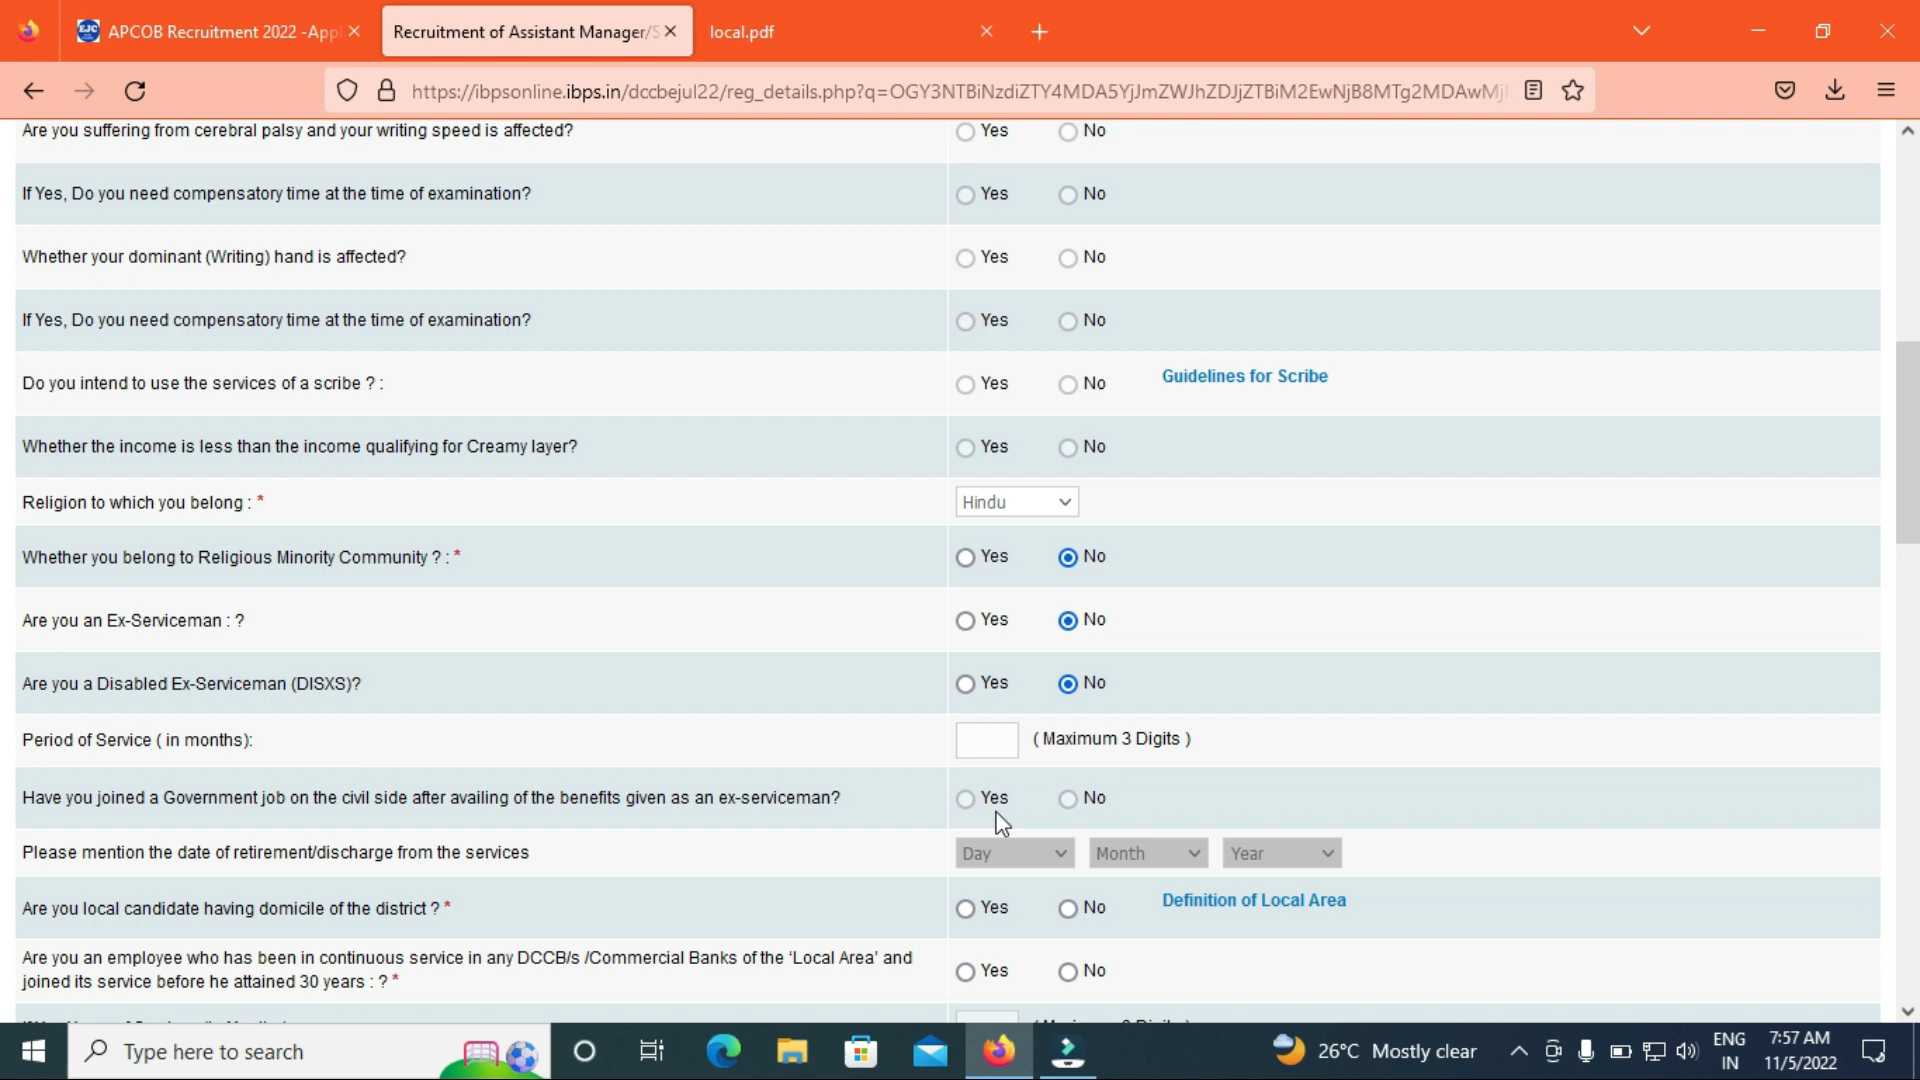 EJC APCOB Recruitment 2022 -Appl
Recruitment of Assistant Manager/S
local.pdf
https://ibpsonline.ibps.in/dccbejul22/reg_details.php?q=
Are you suffering from cerebral palsy and your writing speed is affected? Yes No
If Yes, Do you need compensatory time at the time of examination? Yes No
Whether your dominant (Writing) hand is affected? Yes No
If Yes, Do you need compensatory time at the time of examination? Yes No
Do you intend to use the services of a scribe ? : Yes No Guidelines for Scribe
Whether the income is less than the income qualifying for Creamy layer? Yes No
Religion to which you belong : * Hindu
Whether you belong to Religious Minority Community ? : * Yes No
Are you an Ex-Serviceman : ? Yes No
Are you a Disabled Ex-Serviceman (DISXS)? Yes No
Period of Service ( in months): ( Maximum 3 Digits )
Have you joined a Government job on the civil side after availing of the benefits given as an ex-serviceman? Yes No
Please mention the date of retirement/discharge from the services Day Month Year
Are you local candidate having domicile of the district ? * Yes No Definition of Local Area
Are you an employee who has been in continuous service in any DCCB/s /Commercial Banks of the ‘Local Area’ and
joined its service before he attained 30 years : ? * Yes No
Type here to search
26°C Mostly clear
ENG
IN
7:57 AM
11/5/2022